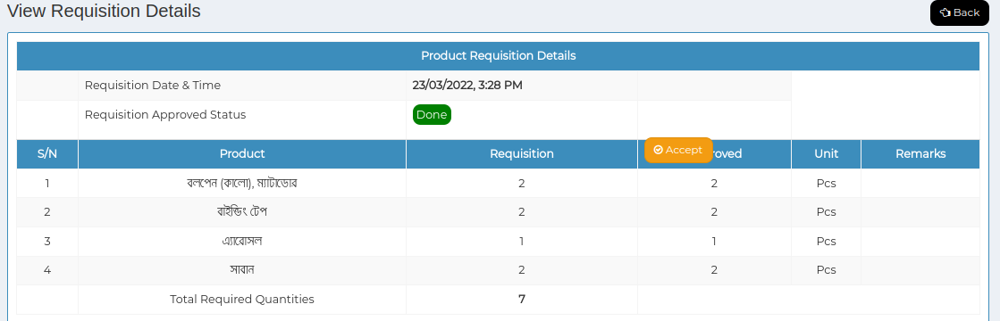 View Requisition Details
Back
Product Requisition Details
Requisition Date & Time 23/03/2022, 3:28 PM
Requisition Approved Status Done
Accept
S/N Product Requisition roved Unit Remarks
1 বলপেন (কালো), ম্যাটাডোর 2 2 Pcs
2 বাইন্ডিং টেপ 2 2 Pcs
3 এ্যারোসল 1 1 Pcs
4 সাবান 2 2 Pcs
Total Required Quantities 7